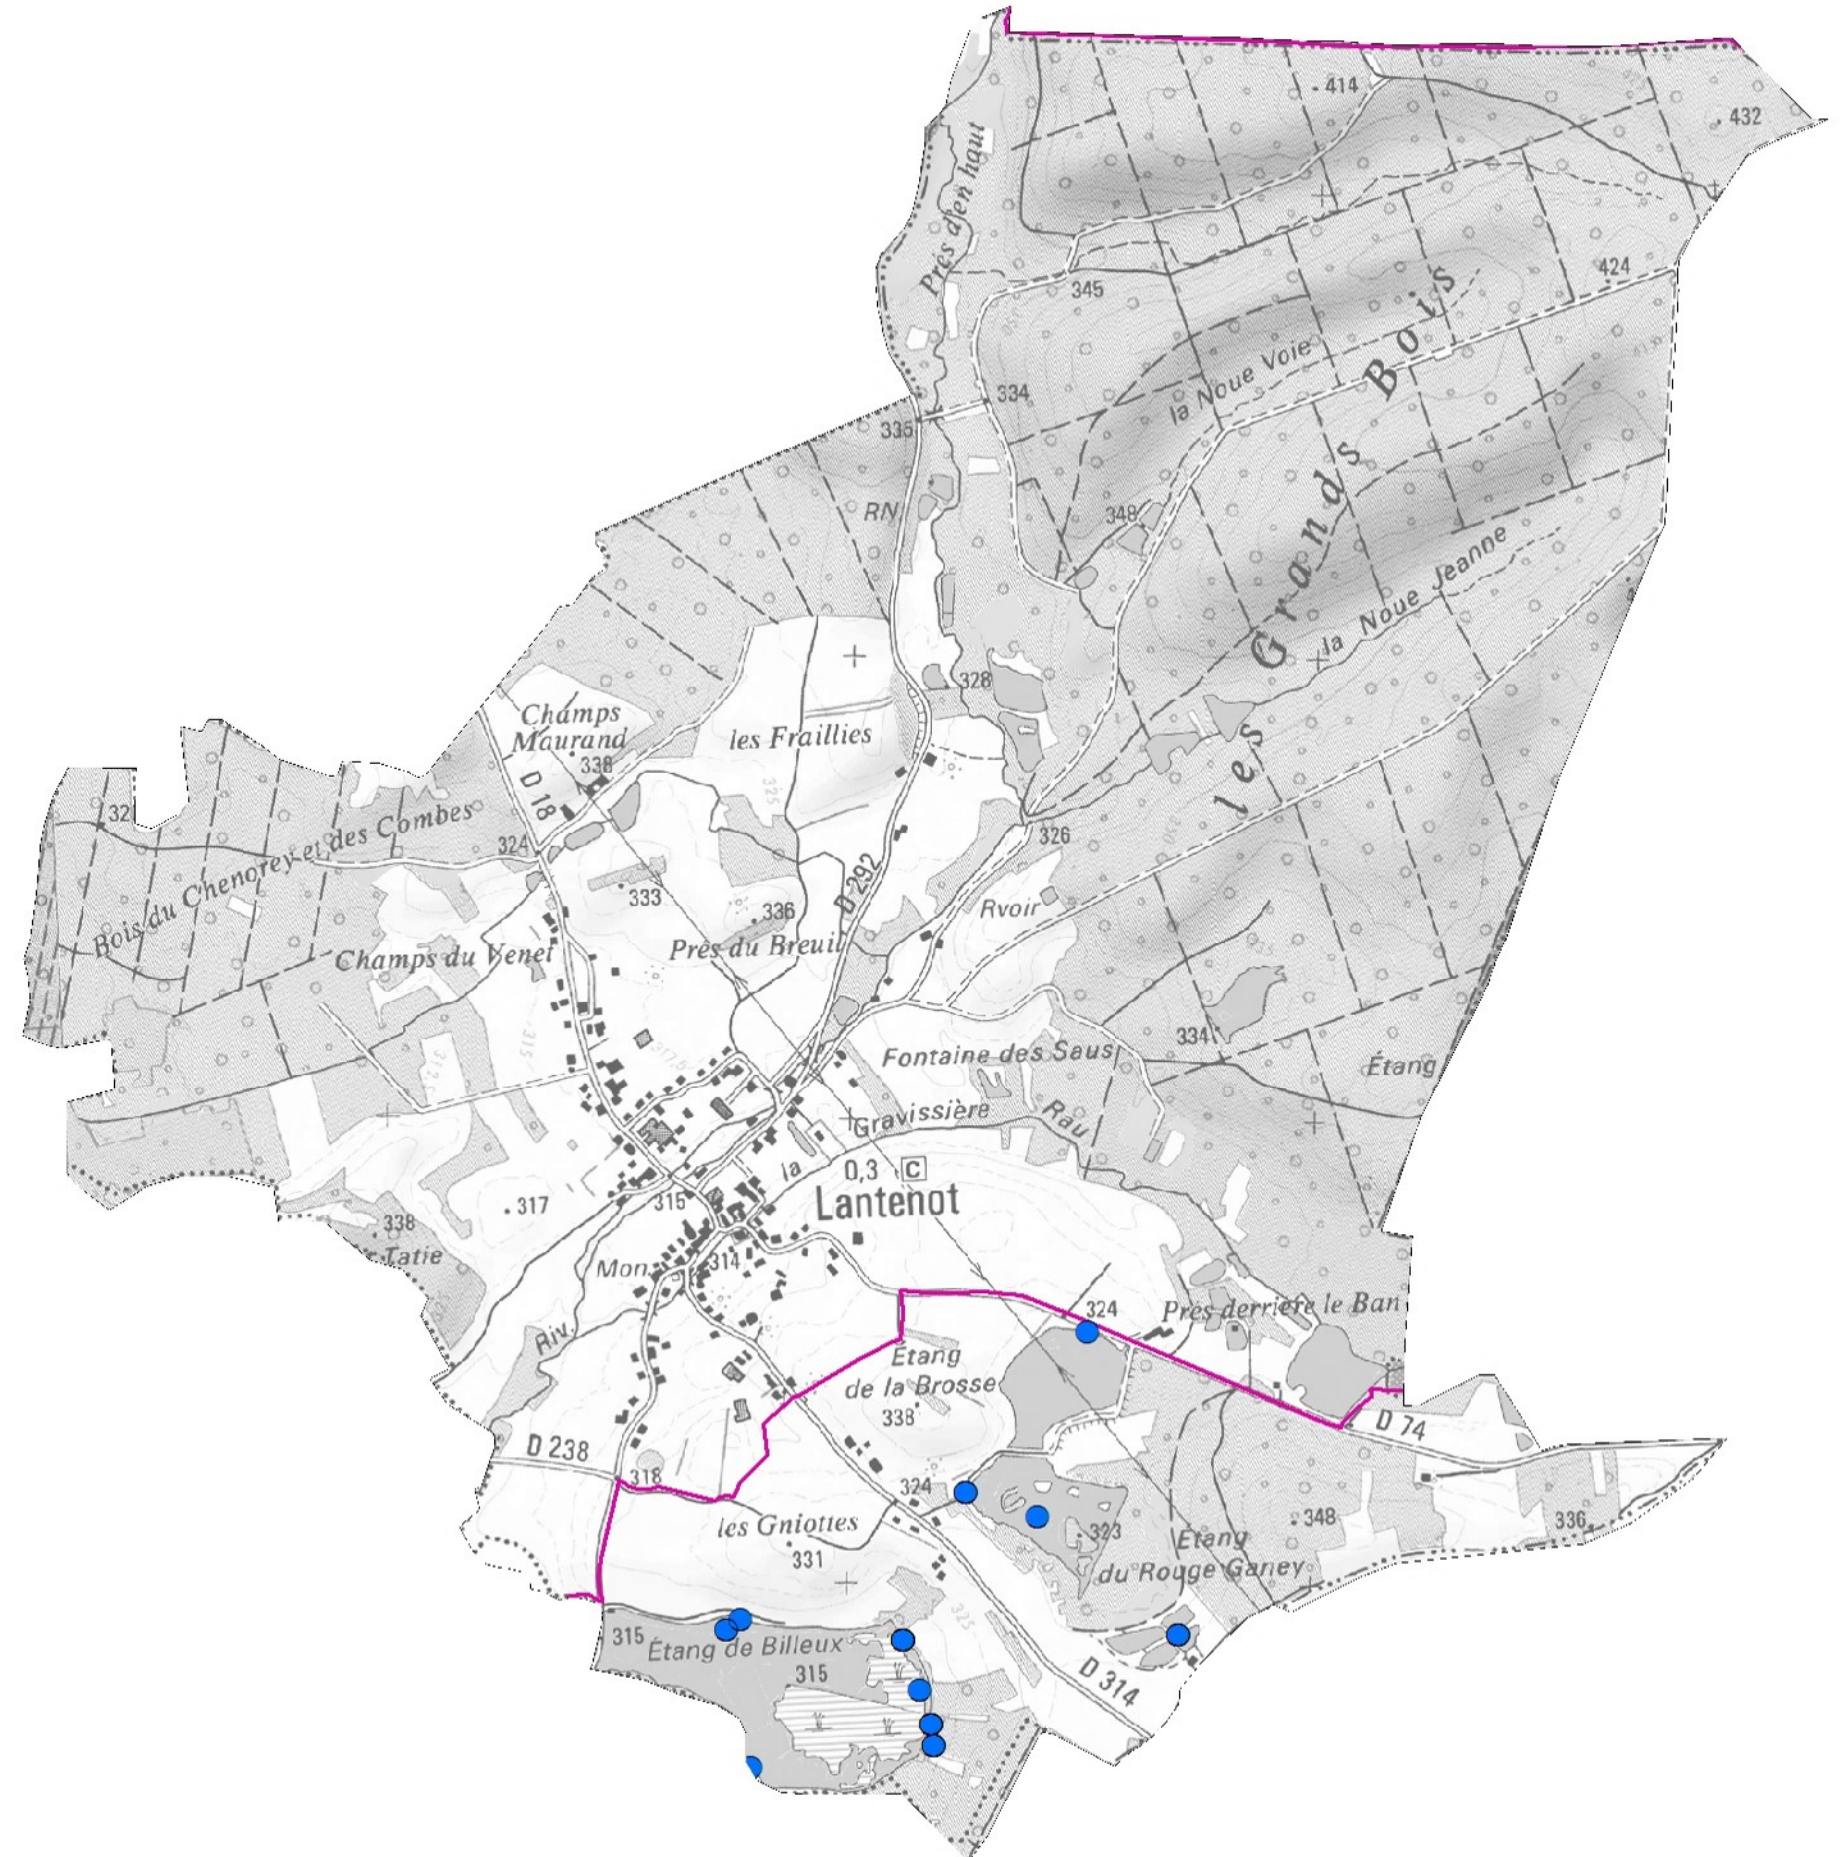 414
432
Prés d'en haut
424
345
la Noue Voie
334
335
les Grands Bois
RN
348
la Noue Jeanne
328
Champs
Maurand
338
les Fraillies
325
D 18
32
324
326
Bois du Chenorey et des Combes
333
D 292
336
Rvoir
Prés du Breuil
Champs du Venet
315
334
Fontaine des Saus
Étang
la Gravissière Rau
0,3 C
Lantenot
315
317
338
Tatie
314
Mon.
Riv.
324
Prés derrière le Ban
Étang
de la Brosse
338
D 74
D 238
318
324
les Gniottes
331
323
348
336
Étang
du Rouge Ganey
325
315
Étang de Billeux
315
D 314